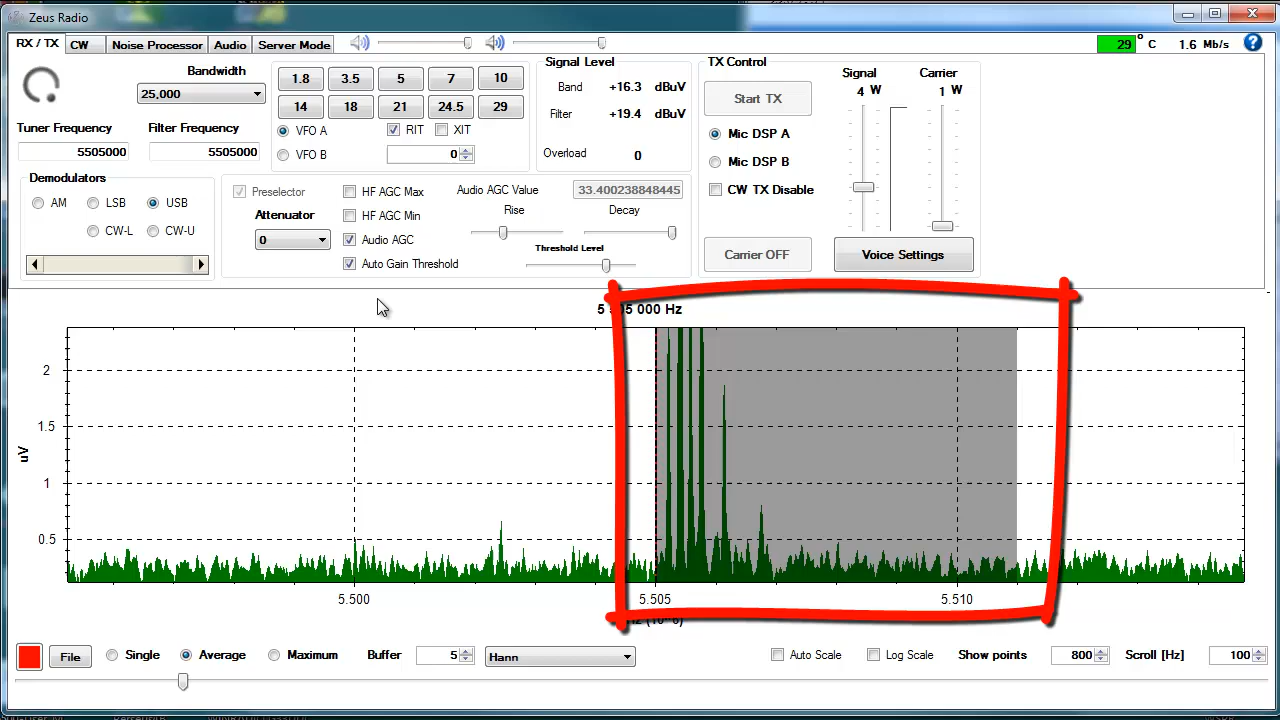 Zeus Radio
RX / TX CW Noise Processor Audio Server Mode
29 ° C 1.6 Mb/s ?
Bandwidth
25,000
Tuner Frequency Filter Frequency
5505000 5505000
Demodulators
AM LSB USB
CW-L CW-U
1.8 3.5 5 7 10
14 18 21 24.5 29
VFO A RIT XIT
VFO B 0
Preselector
Attenuator
0
HF AGC Max
HF AGC Min
Audio AGC
Auto Gain Threshold
Audio AGC Value 33.400238848445
Rise Decay
Threshold Level
Signal Level
Band +16.3 dBuV
Filter +19.4 dBuV
Overload 0
TX Control
Start TX
Mic DSP A
Mic DSP B
CW TX Disable
Carrier OFF
Signal Carrier
4 W 1 W
Voice Settings
000 Hz
uV
2
1.5
1
0.5
5.500 5.505 5.510
File Single Average Maximum Buffer 5 Hann Auto Scale Log Scale Show points 800 Scroll [Hz] 100